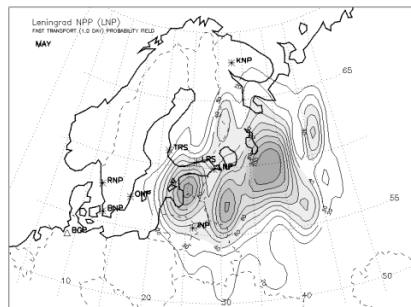 Leningrad NPP (LNP)
FAST TRANSPORT (1.0 DAY) PROBABILITY FIELD
MAY
KNP
65
TRS
LRS
LNP
RNP
ONP
BNP
INP
55
BGP
10
20
30
40
50